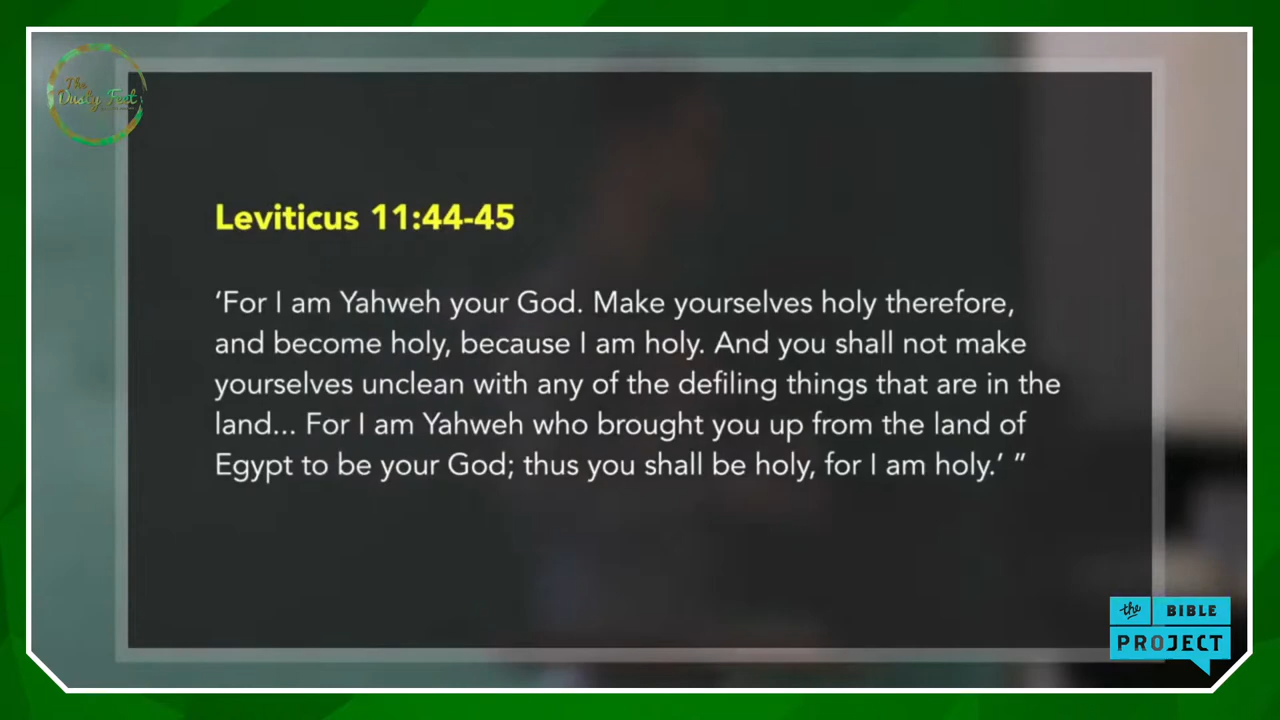 The
Dusty Feet
Leviticus 11:44-45
‘For I am Yahweh your God. Make yourselves holy therefore,
and become holy, because I am holy. And you shall not make
yourselves unclean with any of the defiling things that are in the
land... For I am Yahweh who brought you up from the land of
Egypt to be your God; thus you shall be holy, for I am holy.’ ”
the BIBLE
PROJECT